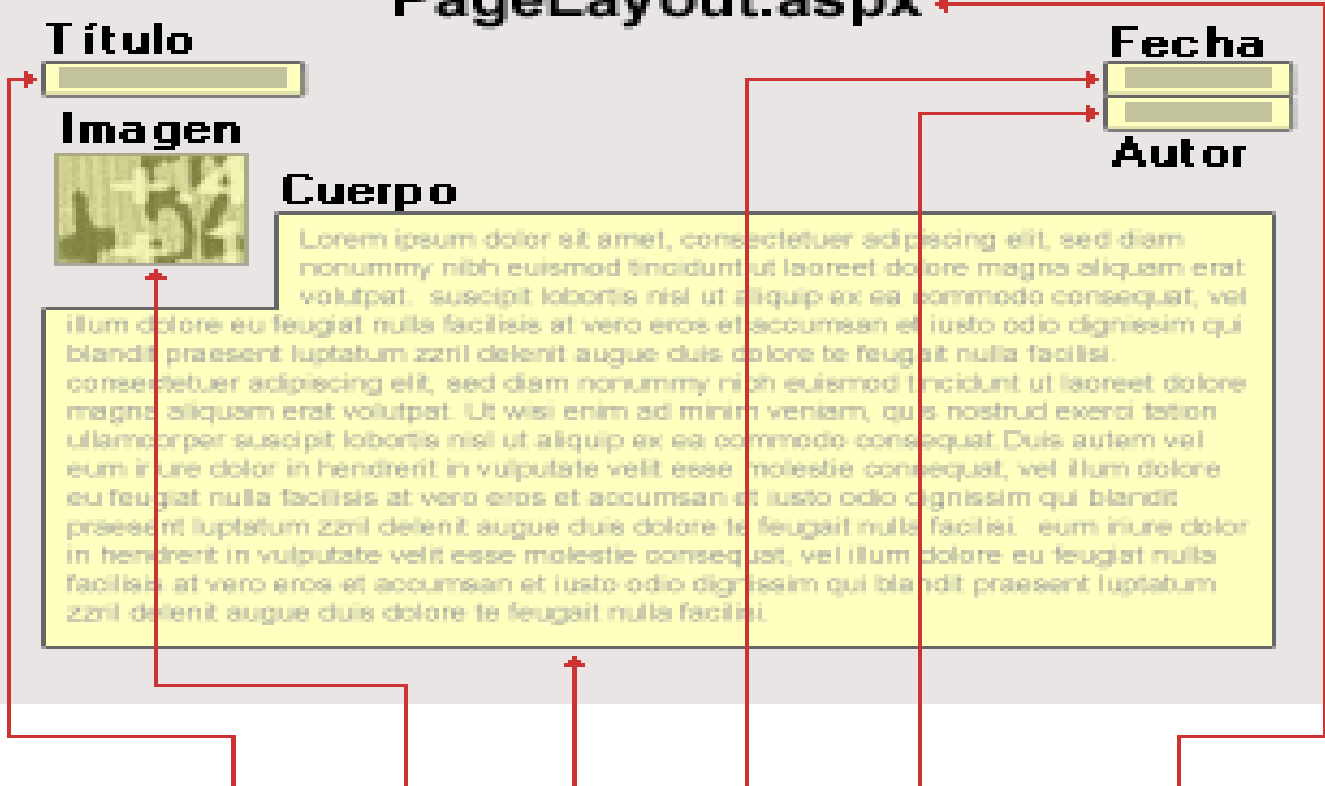 PageLayout.aspx
Título
Fecha
Imagen
Autor
Cuerpo
Lorem ipsum dolor sit amet, consectetuer adipiscing elit, sed diam
nonummy nibh euismod tincidunt ut laoreet dolore magna aliquam erat
volutpat. suscipit lobortis nisl ut aliquip ex ea commodo consequat, vel
illum dolore eu feugiat nulla facilisis at vero eros et accumsan et iusto odio dignissim qui
blandit praesent luptatum zzril delenit augue duis dolore te feugait nulla facilisi.
consectetuer adipiscing elit, sed diam nonummy nibh euismod tincidunt ut laoreet dolore
magna aliquam erat volutpat. Ut wisi enim ad minim veniam, quis nostrud exerci tation
ullamcorper suscipit lobortis nisl ut aliquip ex ea commodo consequat.Duis autem vel
eum iriure dolor in hendrerit in vulputate velit esse molestie consequat, vel illum dolore
eu feugiat nulla facilisis at vero eros et accumsan et iusto odio dignissim qui blandit
praesent luptatum zzril delenit augue duis dolore te feugait nulla facilisi. eum iriure dolor
in hendrerit in vulputate velit esse molestie consequat, vel illum dolore eu feugiat nulla
facilisis at vero eros et accumsan et iusto odio dignissim qui blandit praesent luptatum
zzril delenit augue duis dolore te feugait nulla facilisi.